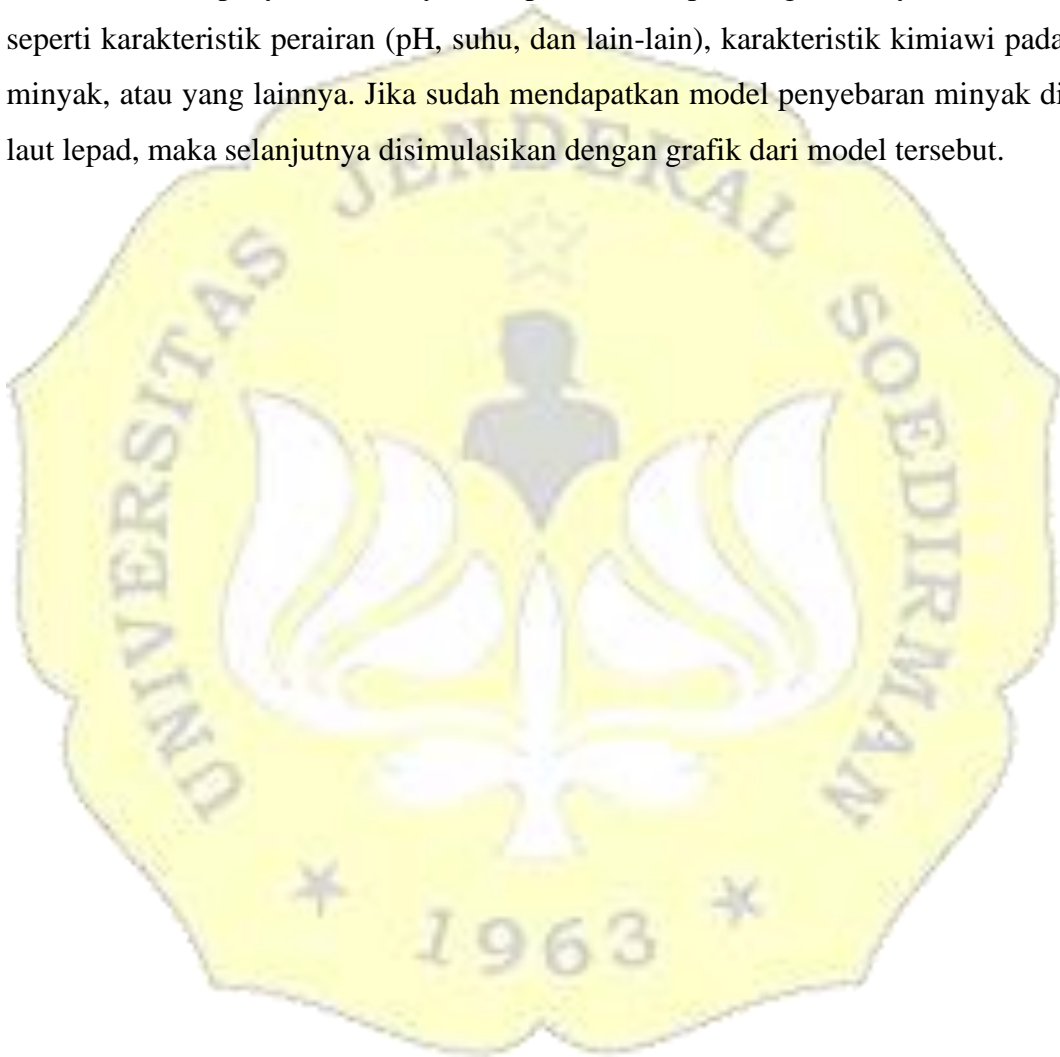 seperti karakteristik perairan (pH, suhu, dan lain-lain), karakteristik kimiawi pada
minyak, atau yang lainnya. Jika sudah mendapatkan model penyebaran minyak di
laut lepad, maka selanjutnya disimulasikan dengan grafik dari model tersebut.
UNIVERSITAS JENDERAL SOEDIRMAN
1963